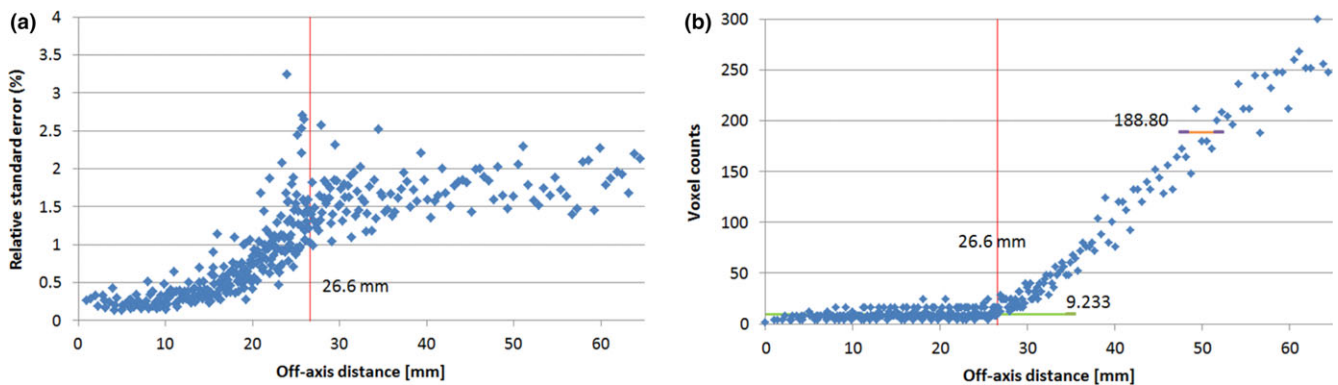 (a)
4
3.5
3
2.5
2
1.5
1
0.5
0
Relative standard error (%)
26.6 mm
0 10 20 30 40 50 60
Off-axis distance [mm]
(b)
300
250
200
150
100
50
0
Voxel counts
188.80
26.6 mm
9.233
0 10 20 30 40 50 60
Off-axis distance [mm]